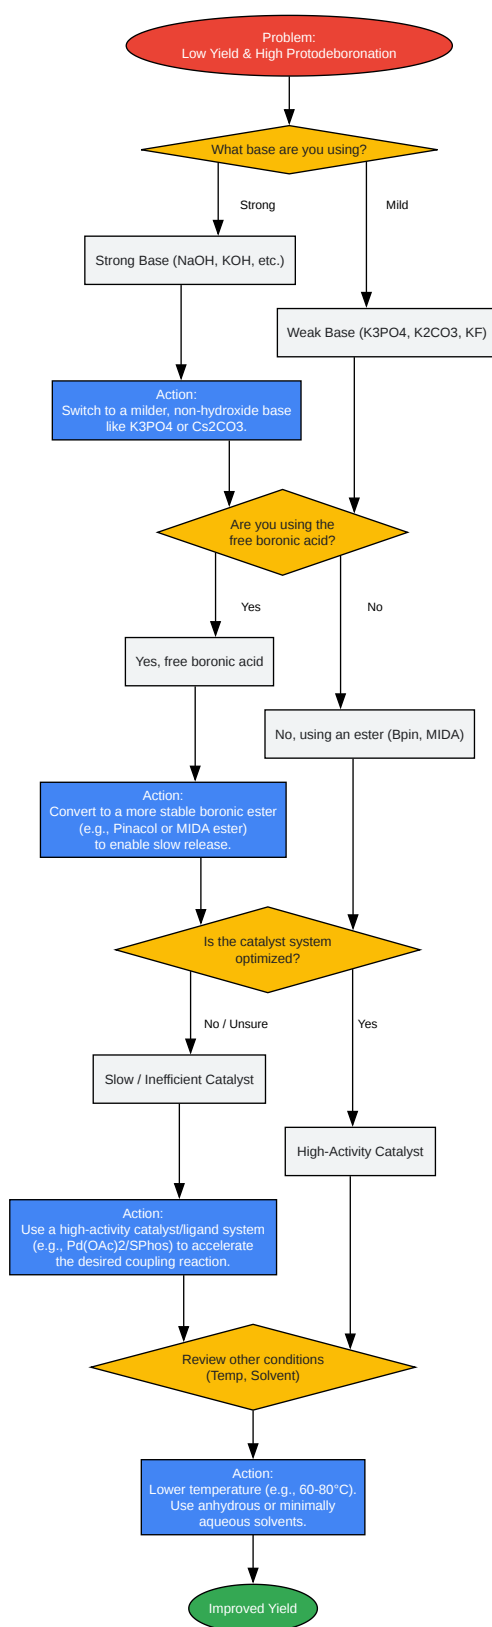 Problem:
Low Yield & High Protodeboronation
What base are you using?
Strong
Mild
Strong Base (NaOH, KOH, etc.)
Weak Base (K3PO4, K2CO3, KF)
Action:
Switch to a milder, non-hydroxide base
like K3PO4 or Cs2CO3.
Are you using the
free boronic acid?
Yes
No
Yes, free boronic acid
No, using an ester (Bpin, MIDA)
Action:
Convert to a more stable boronic ester
(e.g., Pinacol or MIDA ester)
to enable slow release.
Is the catalyst system
optimized?
No / Unsure
Yes
Slow / Inefficient Catalyst
High-Activity Catalyst
Action:
Use a high-activity catalyst/ligand system
(e.g., Pd(OAc)2/SPhos) to accelerate
the desired coupling reaction.
Review other conditions
(Temp, Solvent)
Action:
Lower temperature (e.g., 60-80°C).
Use anhydrous or minimally
aqueous solvents.
Improved Yield